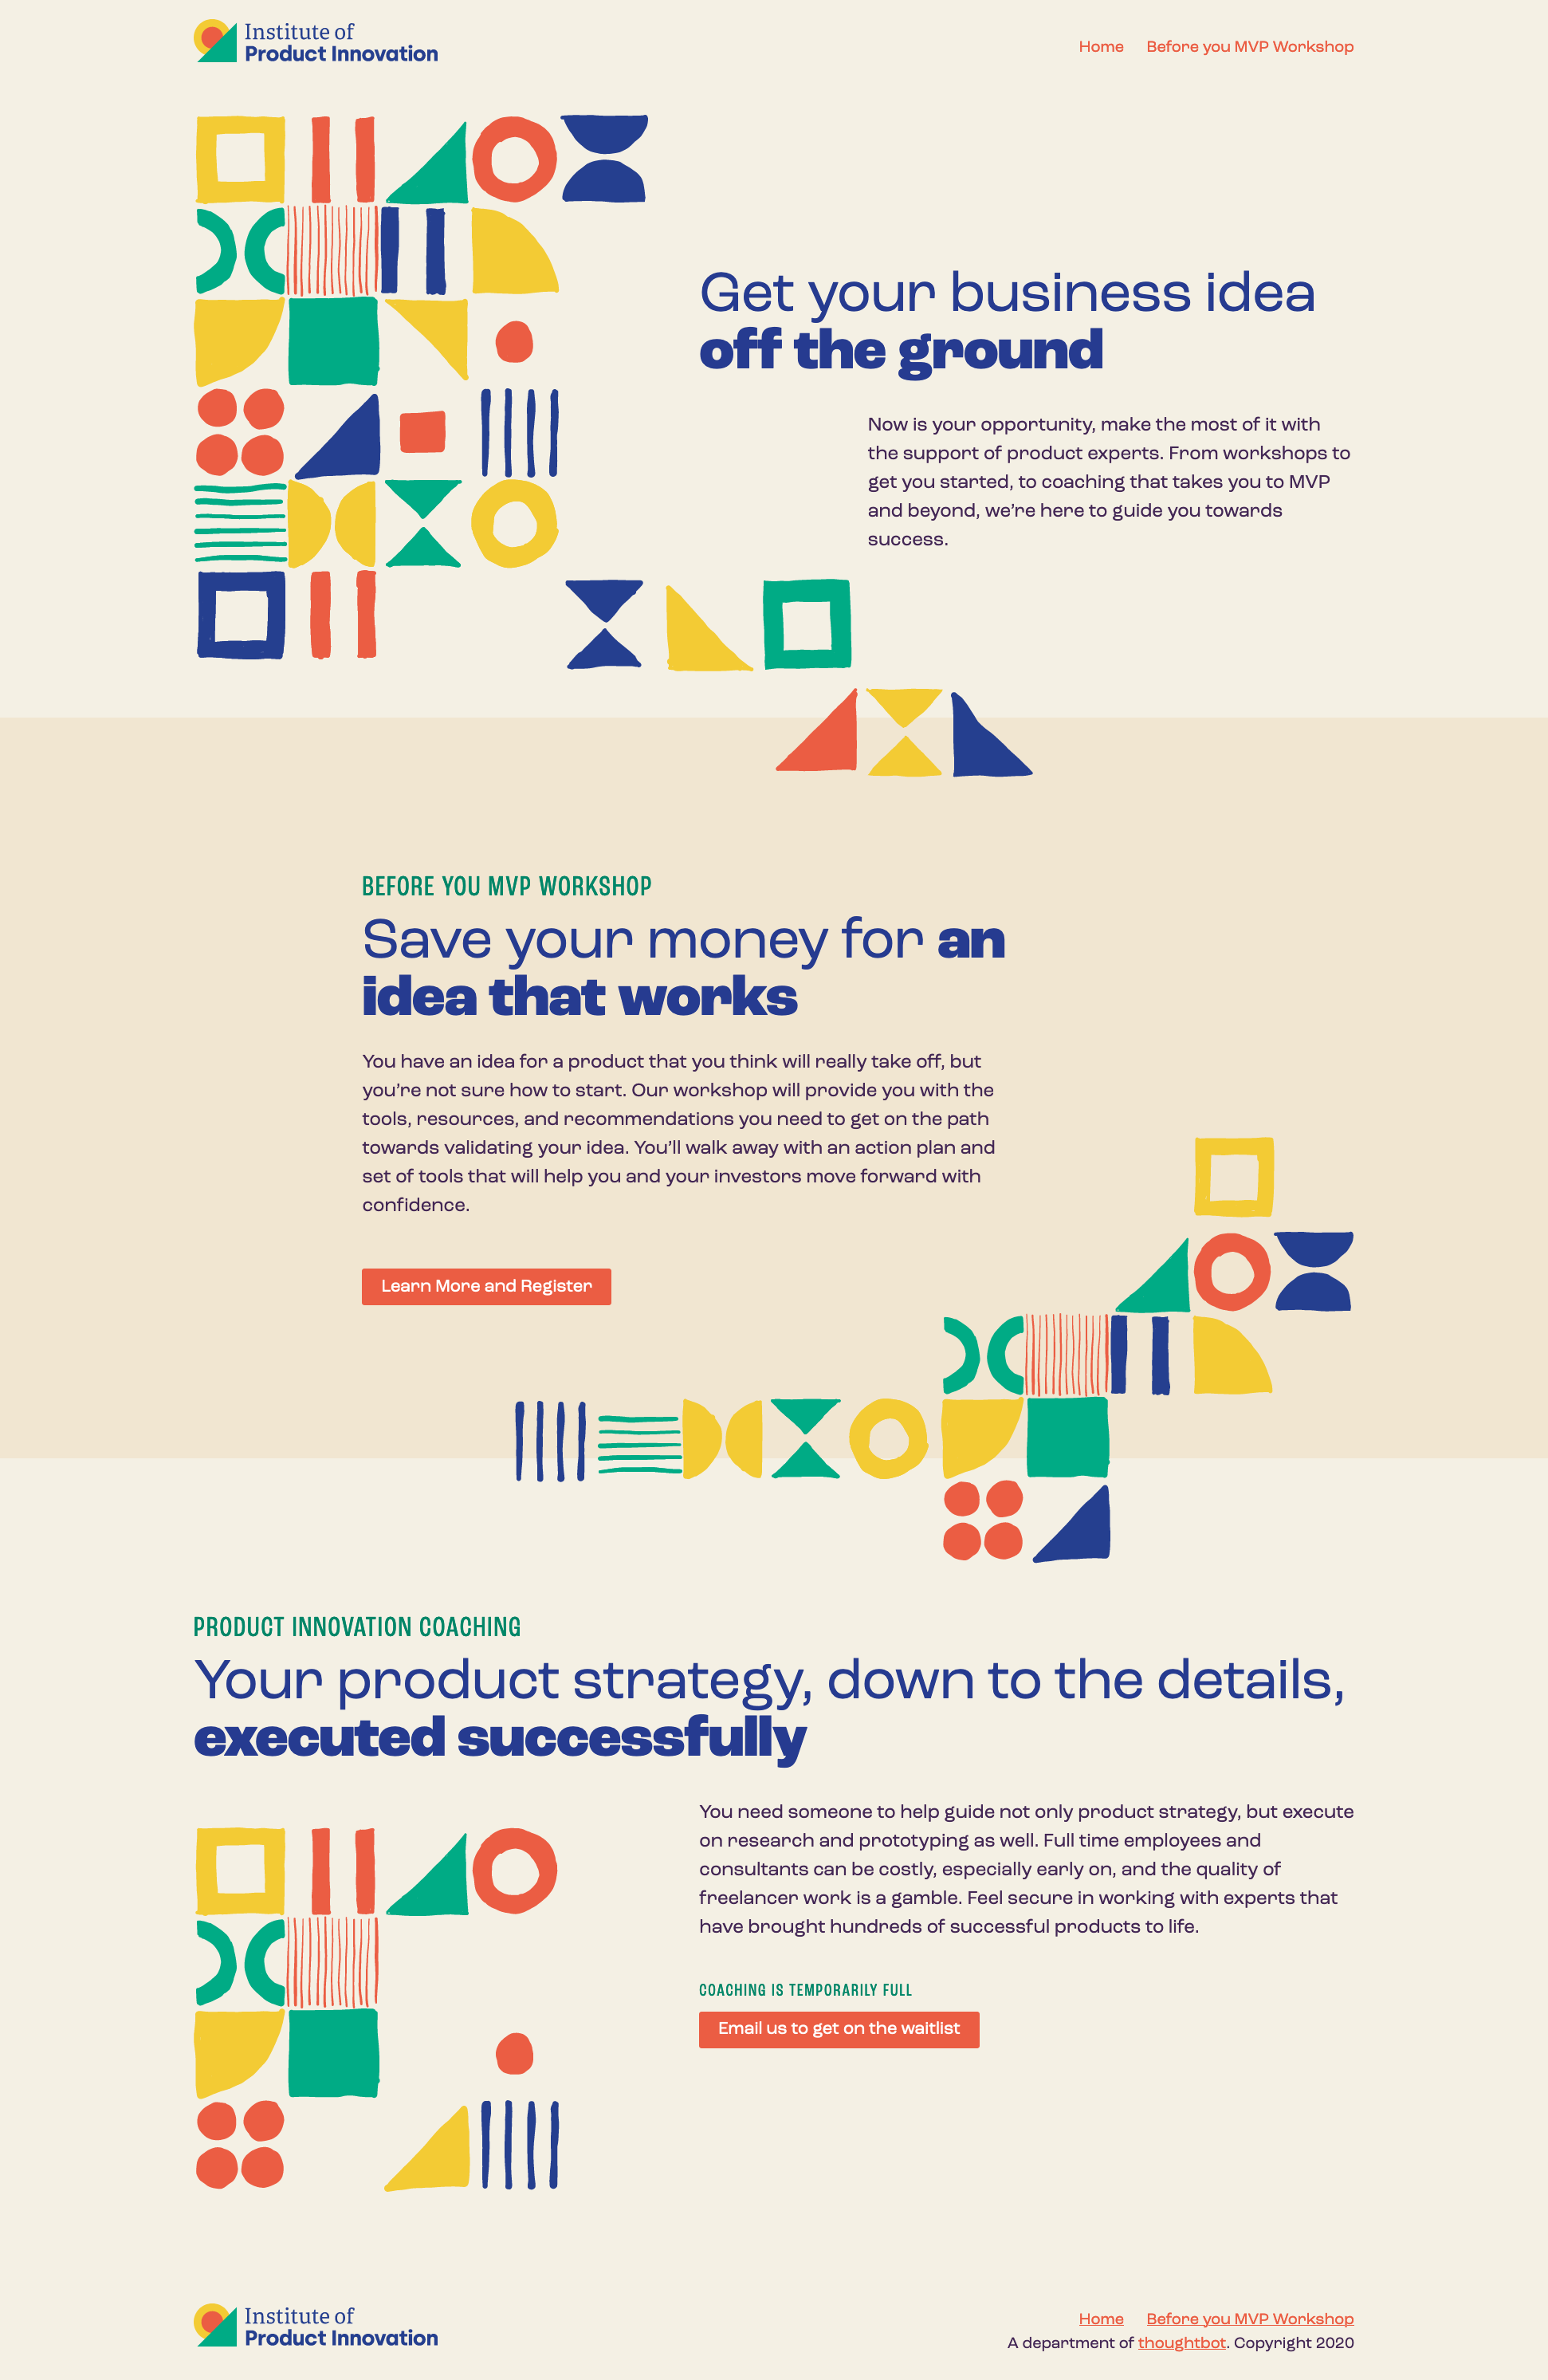 Institute of
Product Innovation
Home Before you MVP Workshop
Get your business idea
off the ground
Now is your opportunity, make the most of it with
the support of product experts. From workshops to
get you started, to coaching that takes you to MVP
and beyond, we’re here to guide you towards
success.
BEFORE YOU MVP WORKSHOP
Save your money for an
idea that works
You have an idea for a product that you think will really take off, but
you’re not sure how to start. Our workshop will provide you with the
tools, resources, and recommendations you need to get on the path
towards validating your idea. You’ll walk away with an action plan and
set of tools that will help you and your investors move forward with
confidence.
Learn More and Register
PRODUCT INNOVATION COACHING
Your product strategy, down to the details,
executed successfully
You need someone to help guide not only product strategy, but execute
on research and prototyping as well. Full time employees and
consultants can be costly, especially early on, and the quality of
freelancer work is a gamble. Feel secure in working with experts that
have brought hundreds of successful products to life.
COACHING IS TEMPORARILY FULL
Email us to get on the waitlist
Institute of
Product Innovation
Home Before you MVP Workshop
A department of thoughtbot. Copyright 2020